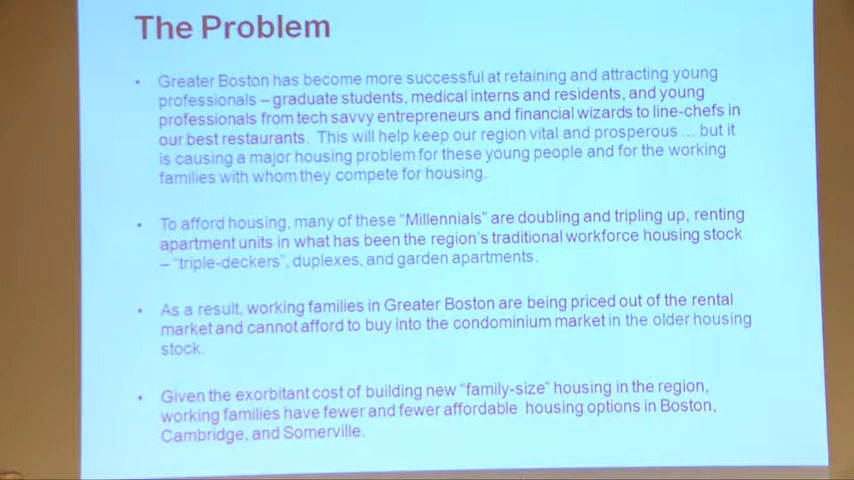 The Problem
• Greater Boston has become more successful at retaining and attracting young
professionals – graduate students, medical interns and residents, and young
professionals from tech savvy entrepreneurs and financial wizards to line-chefs in
our best restaurants. This will help keep our region vital and prosperous ... but it
is causing a major housing problem for these young people and for the working
families with whom they compete for housing.
• To afford housing, many of these “Millennials” are doubling and tripling up, renting
apartment units in what has been the region's traditional workforce housing stock
– “triple-deckers”, duplexes, and garden apartments.
• As a result, working families in Greater Boston are being priced out of the rental
market and cannot afford to buy into the condominium market in the older housing
stock.
• Given the exorbitant cost of building new “family-size” housing in the region,
working families have fewer and fewer affordable housing options in Boston,
Cambridge, and Somerville.